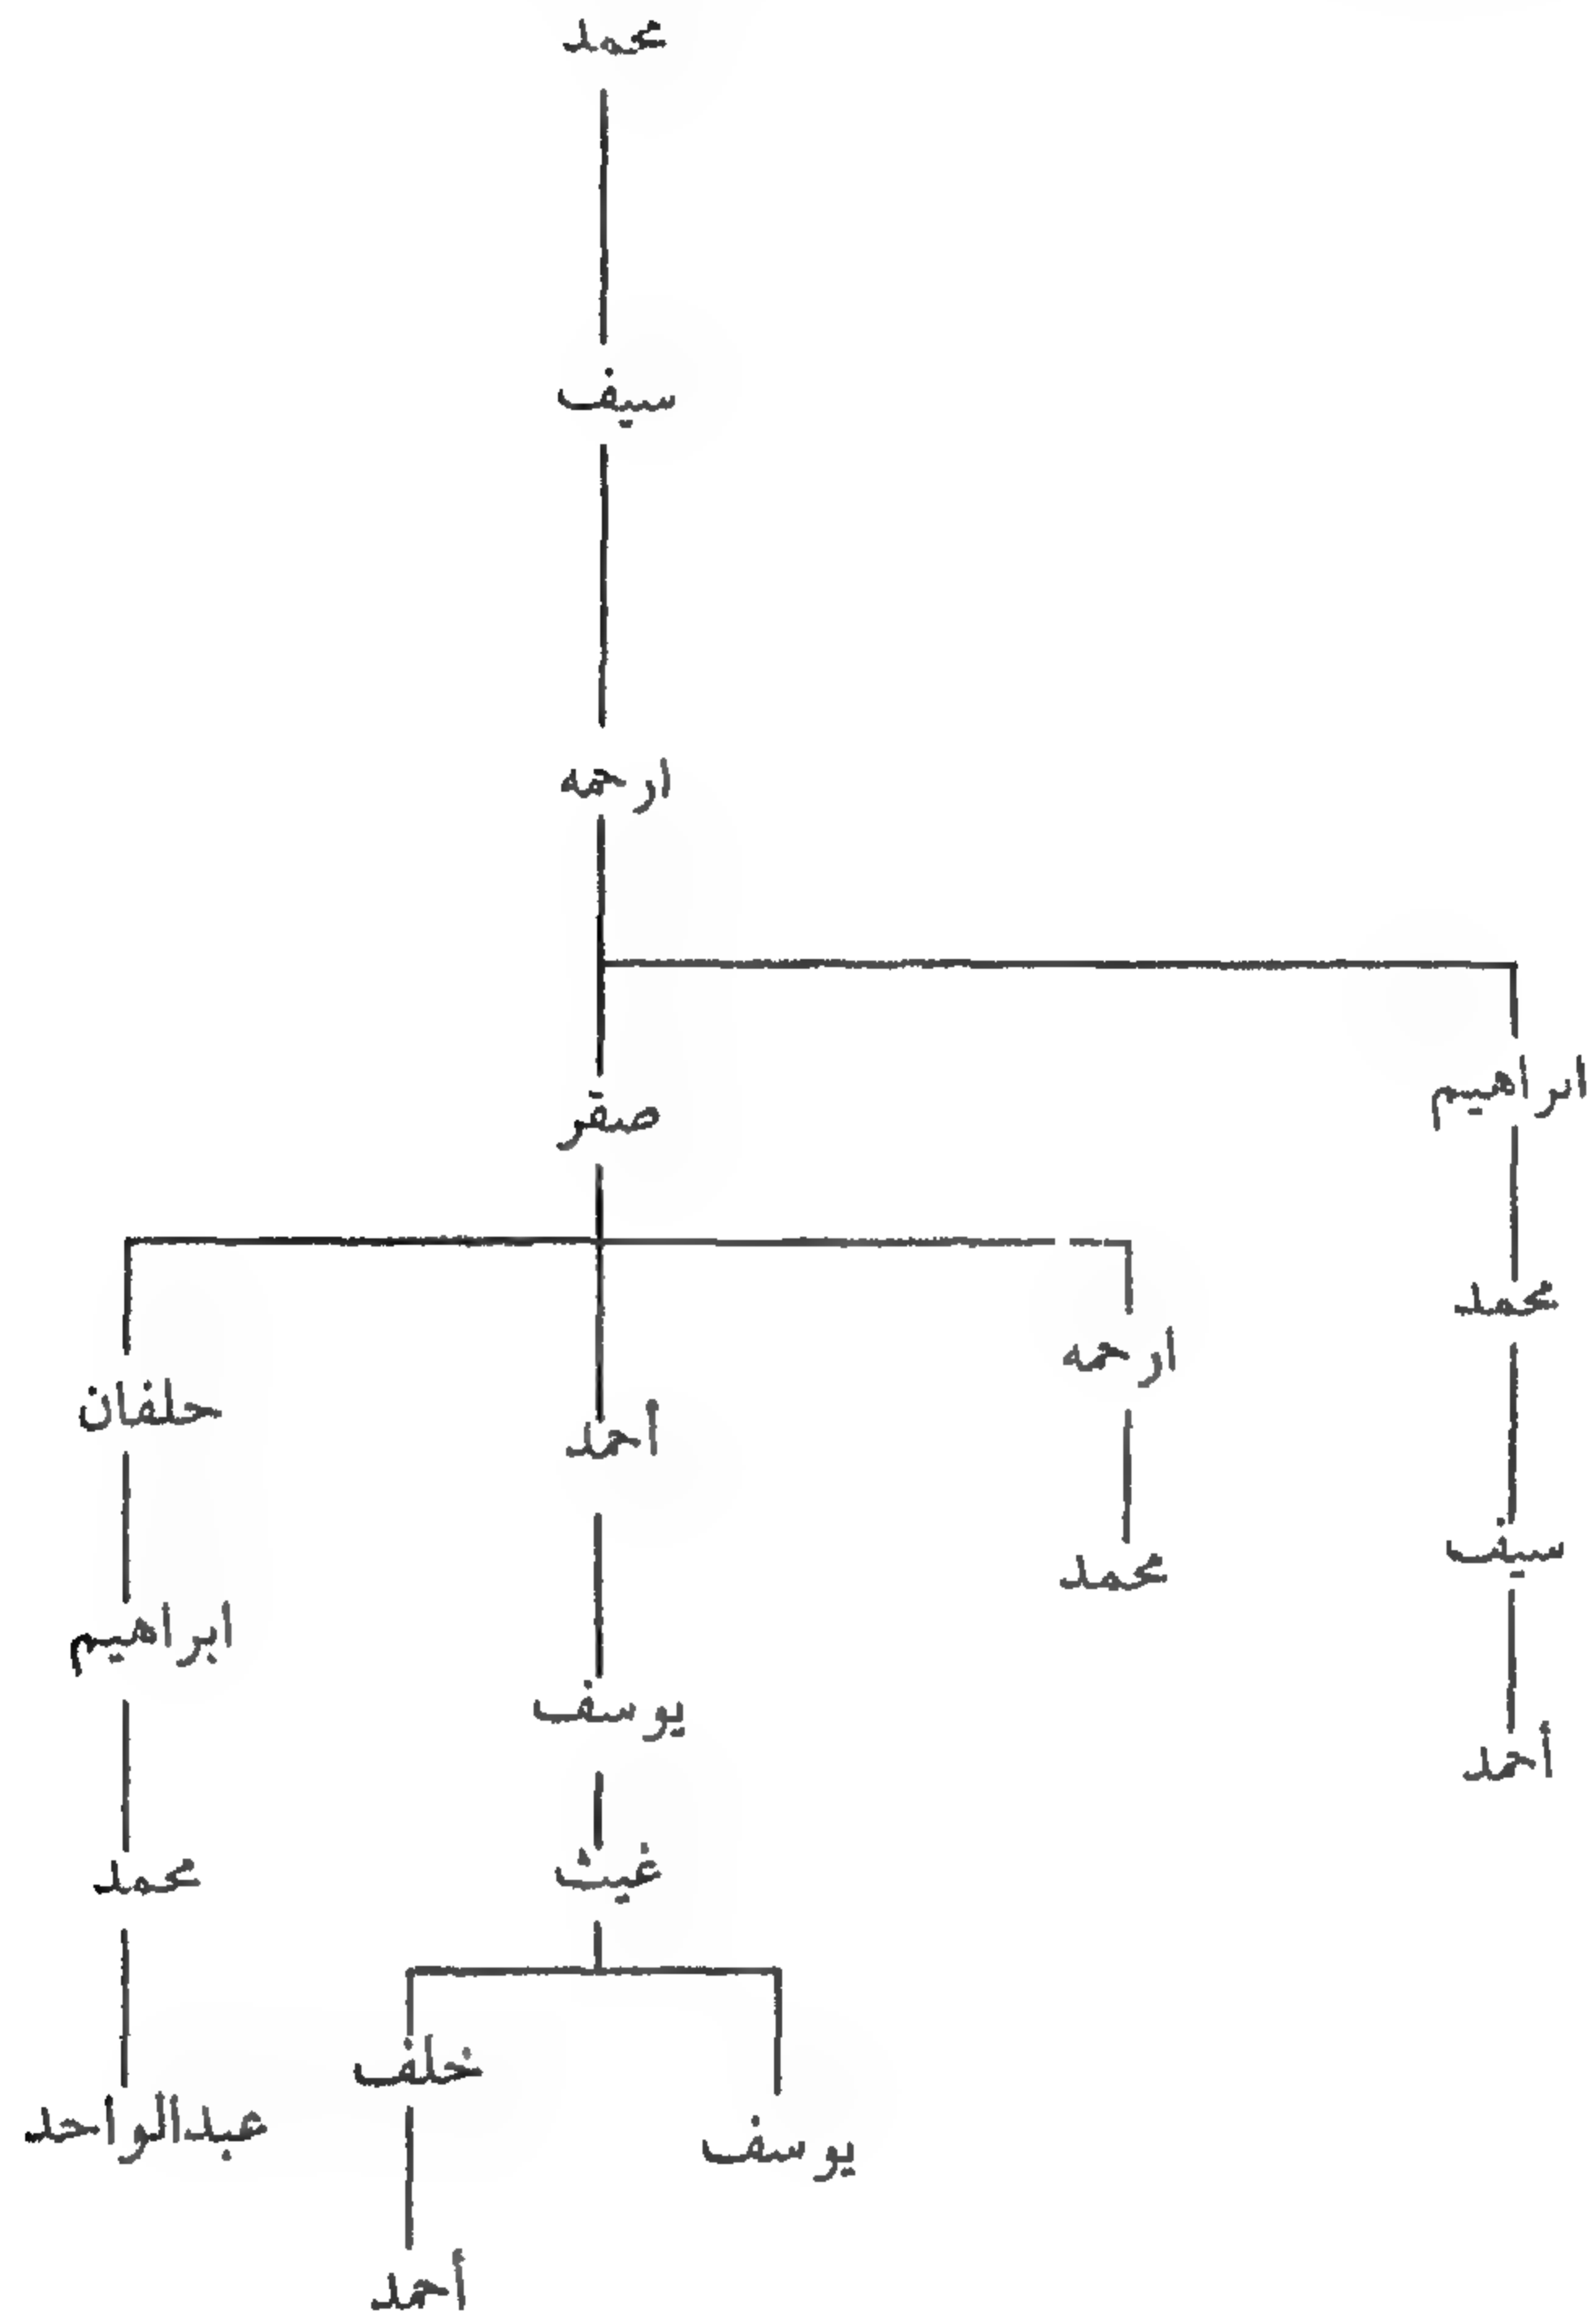 محمد
سيف
ارحمه
صقر
ابراهيم
ارحمه
محمد
حلفان
أحمد
سيف
محمد
ابراهيم
يوسف
أحمد
محمد
غيث
خلف
عبدالواحد
يوسف
أحمد